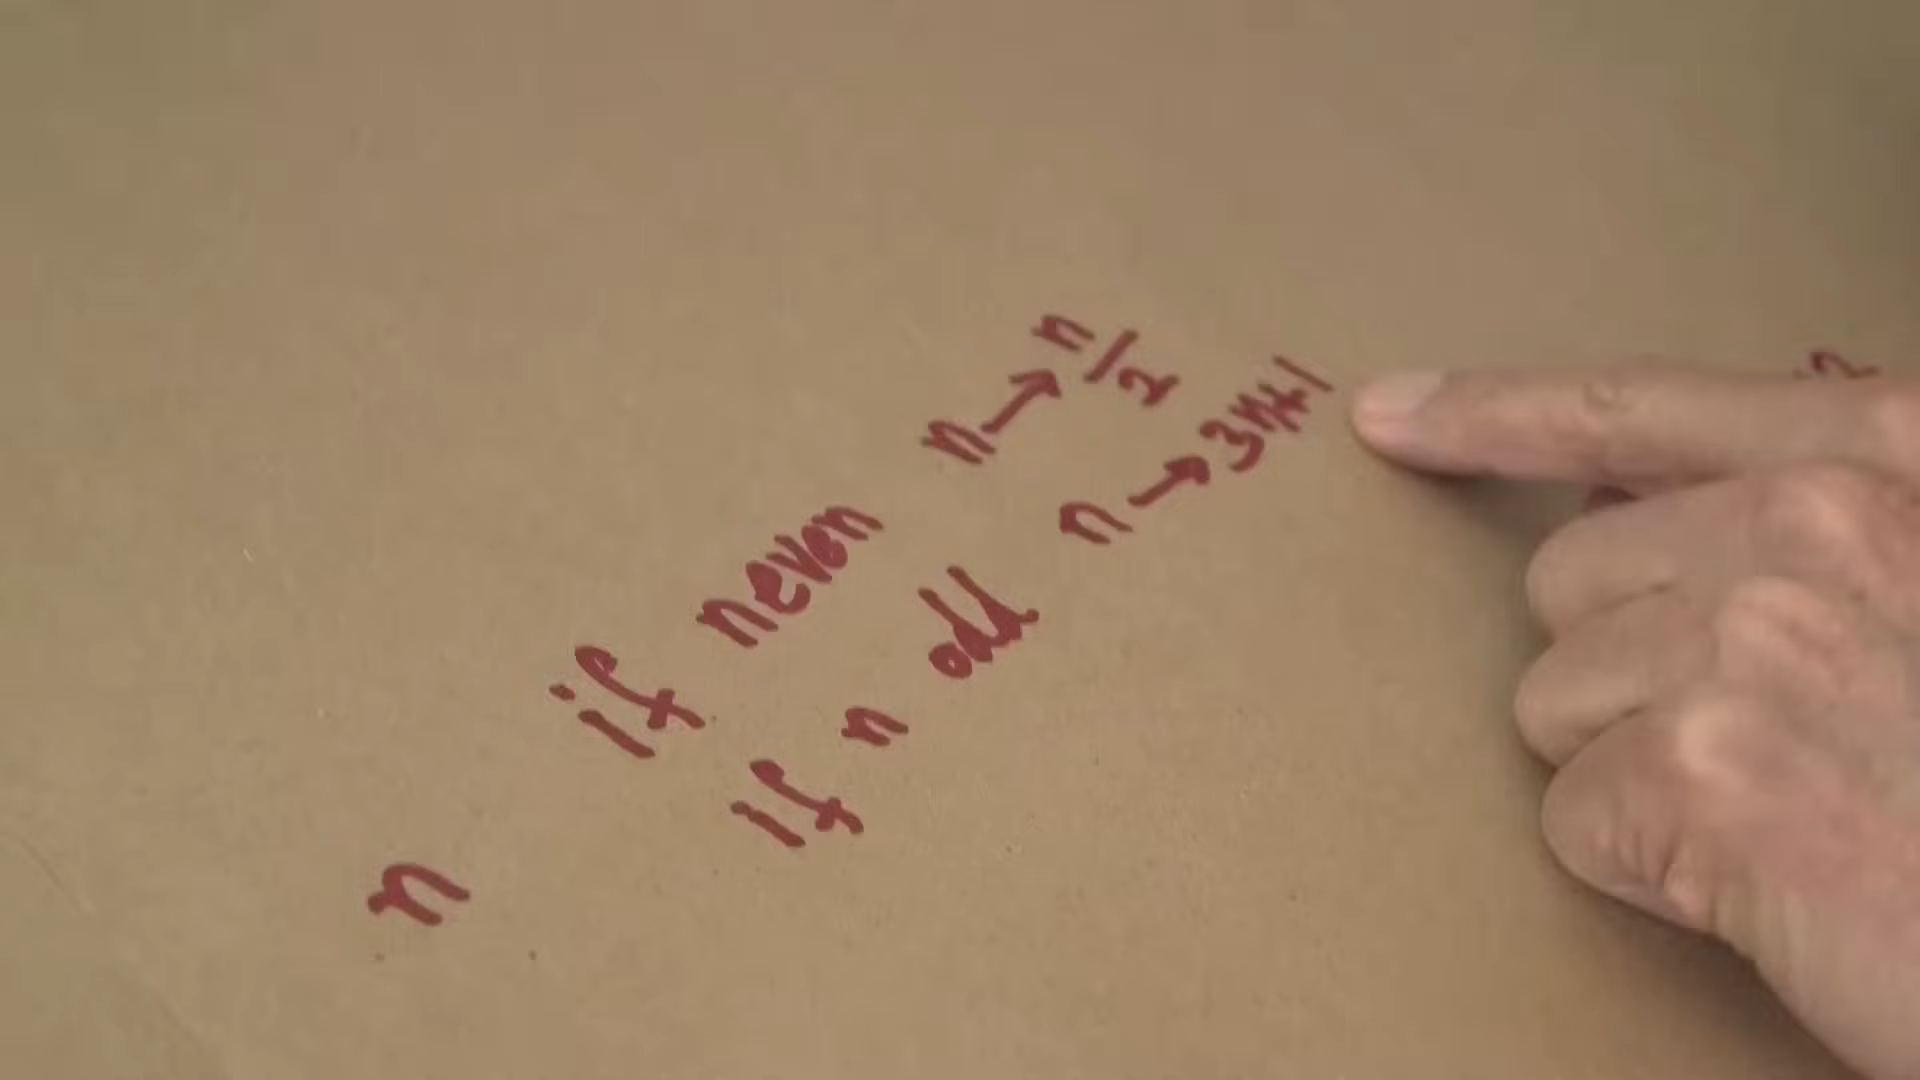 n if n even n → n/2
if n odd n → 3n+1